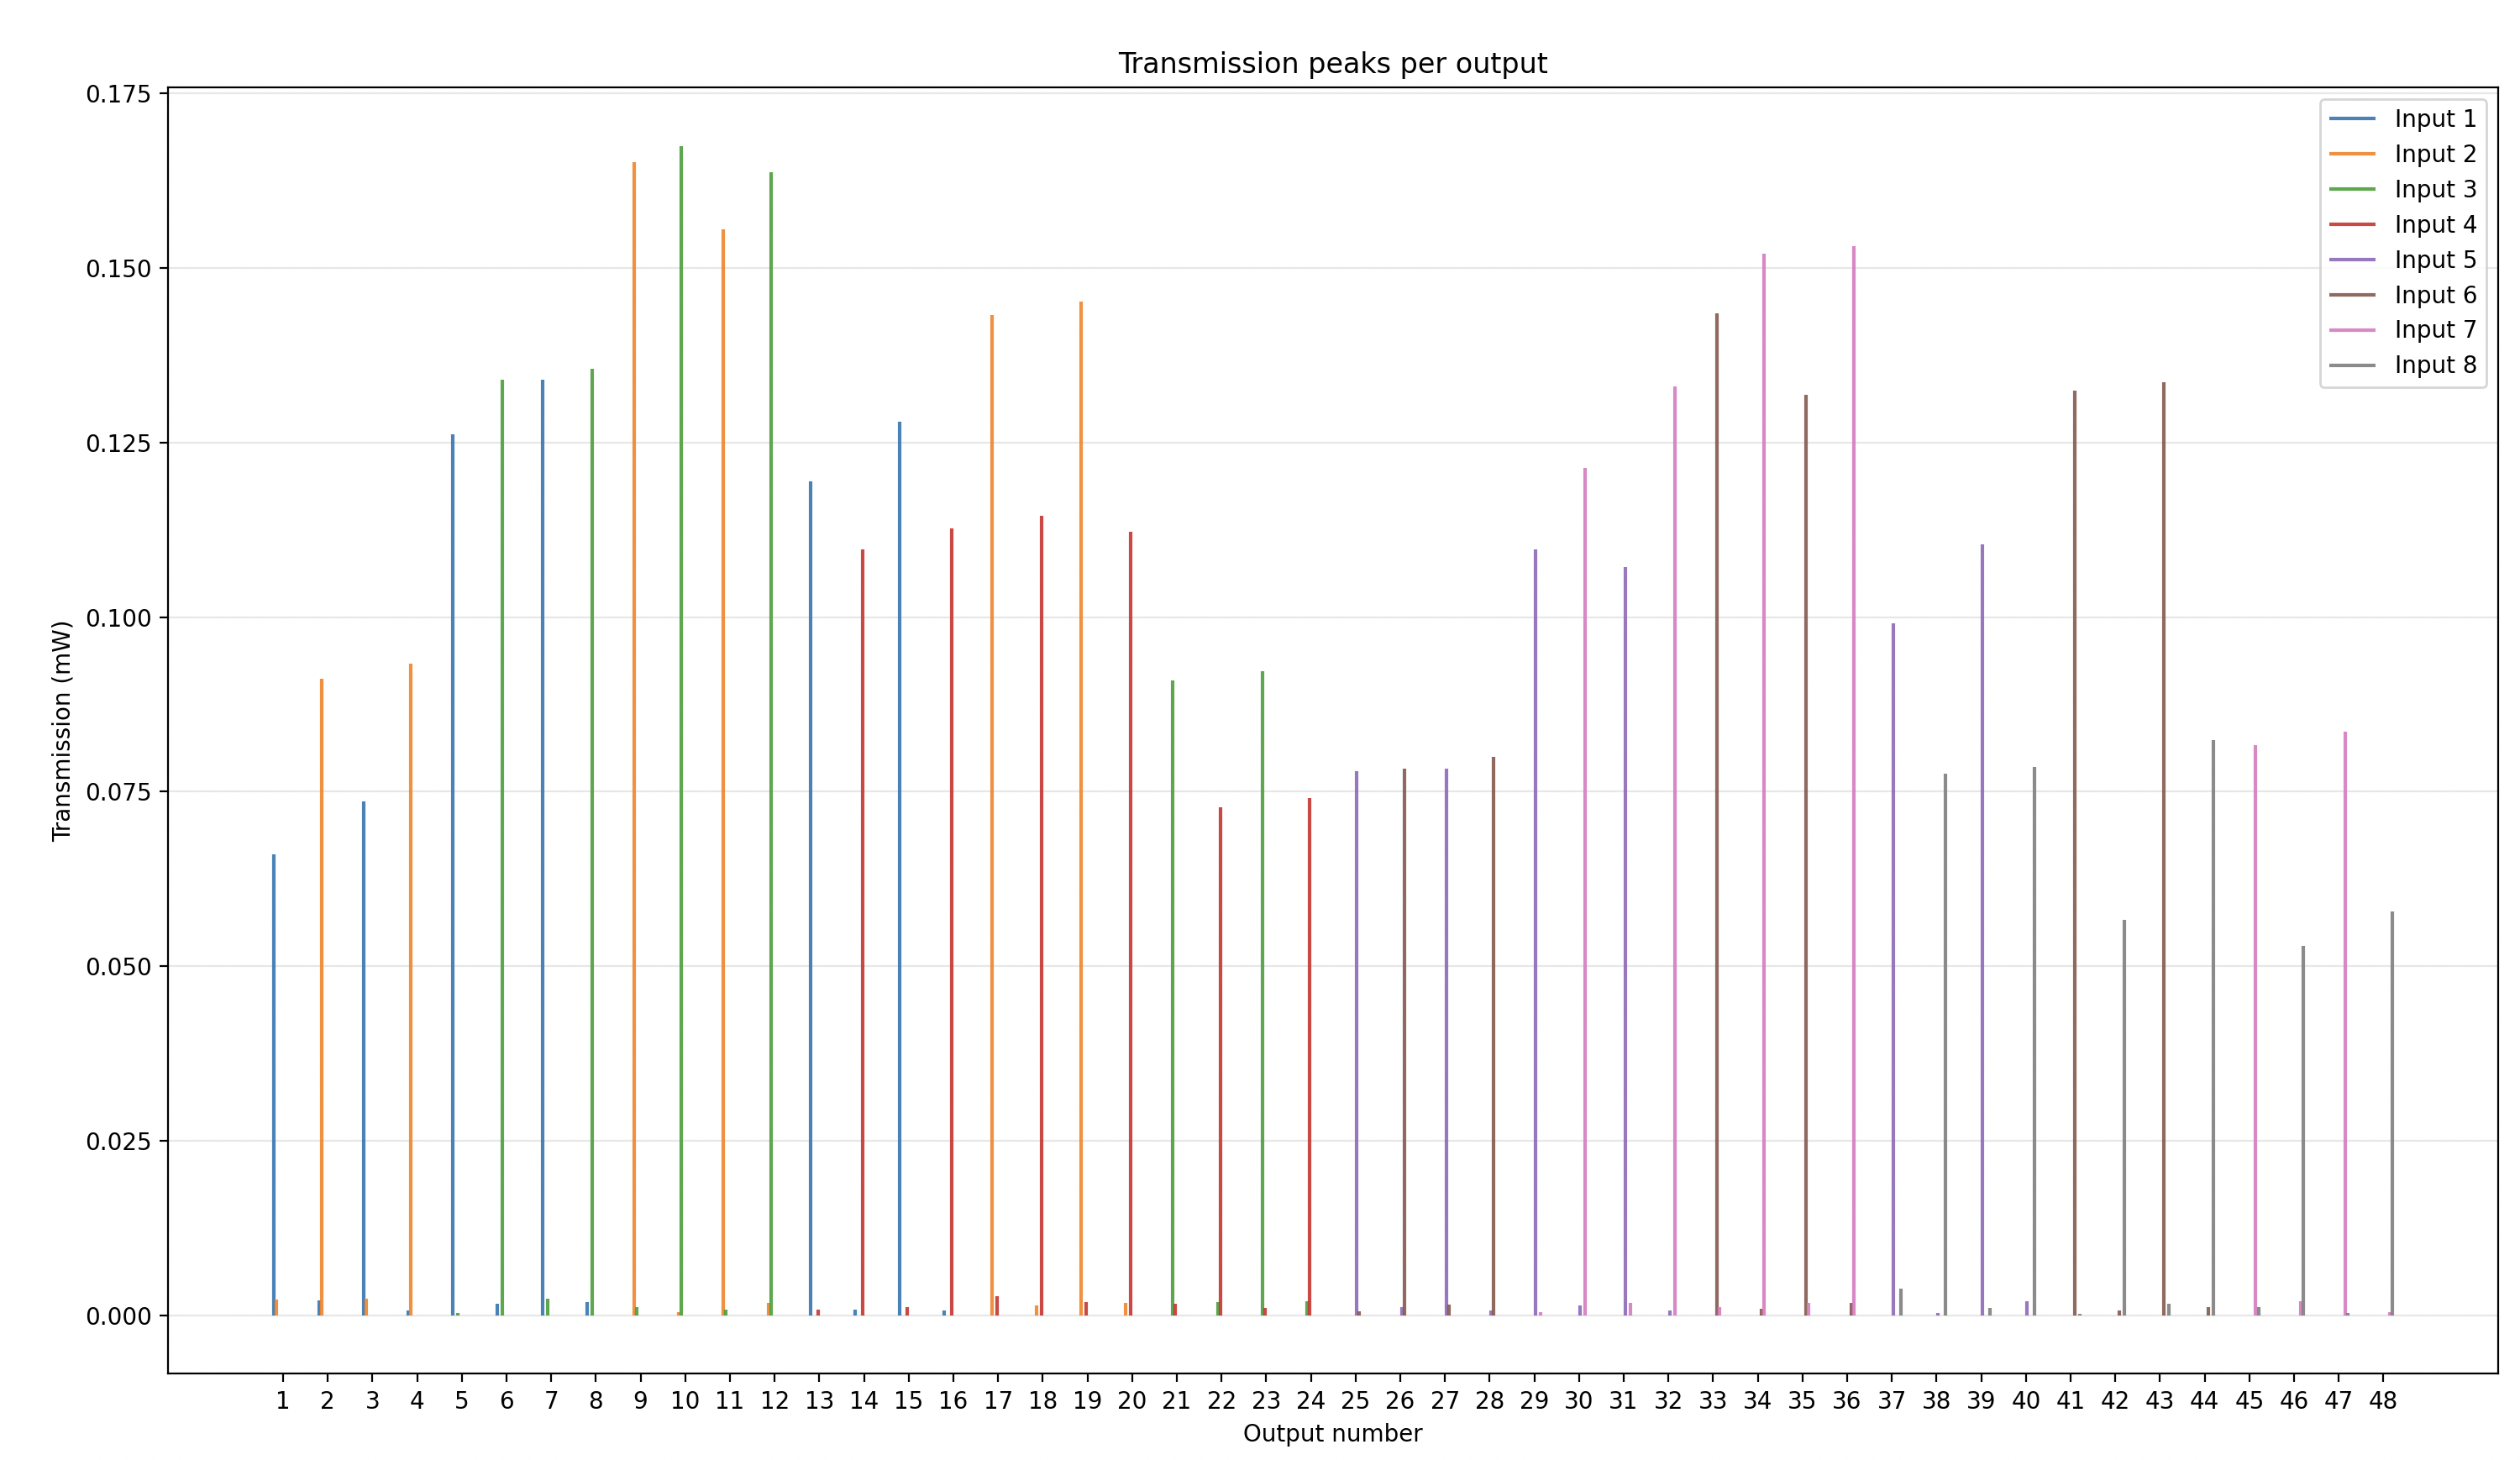 Transmission peaks per output
0.175
0.150
0.125
0.100
0.075
0.050
0.025
0.000
Transmission (mW)
Input 1
Input 2
Input 3
Input 4
Input 5
Input 6
Input 7
Input 8
1 2 3 4 5 6 7 8 9 10 11 12 13 14 15 16 17 18 19 20 21 22 23 24 25 26 27 28 29 30 31 32 33 34 35 36 37 38 39 40 41 42 43 44 45 46 47 48
Output number